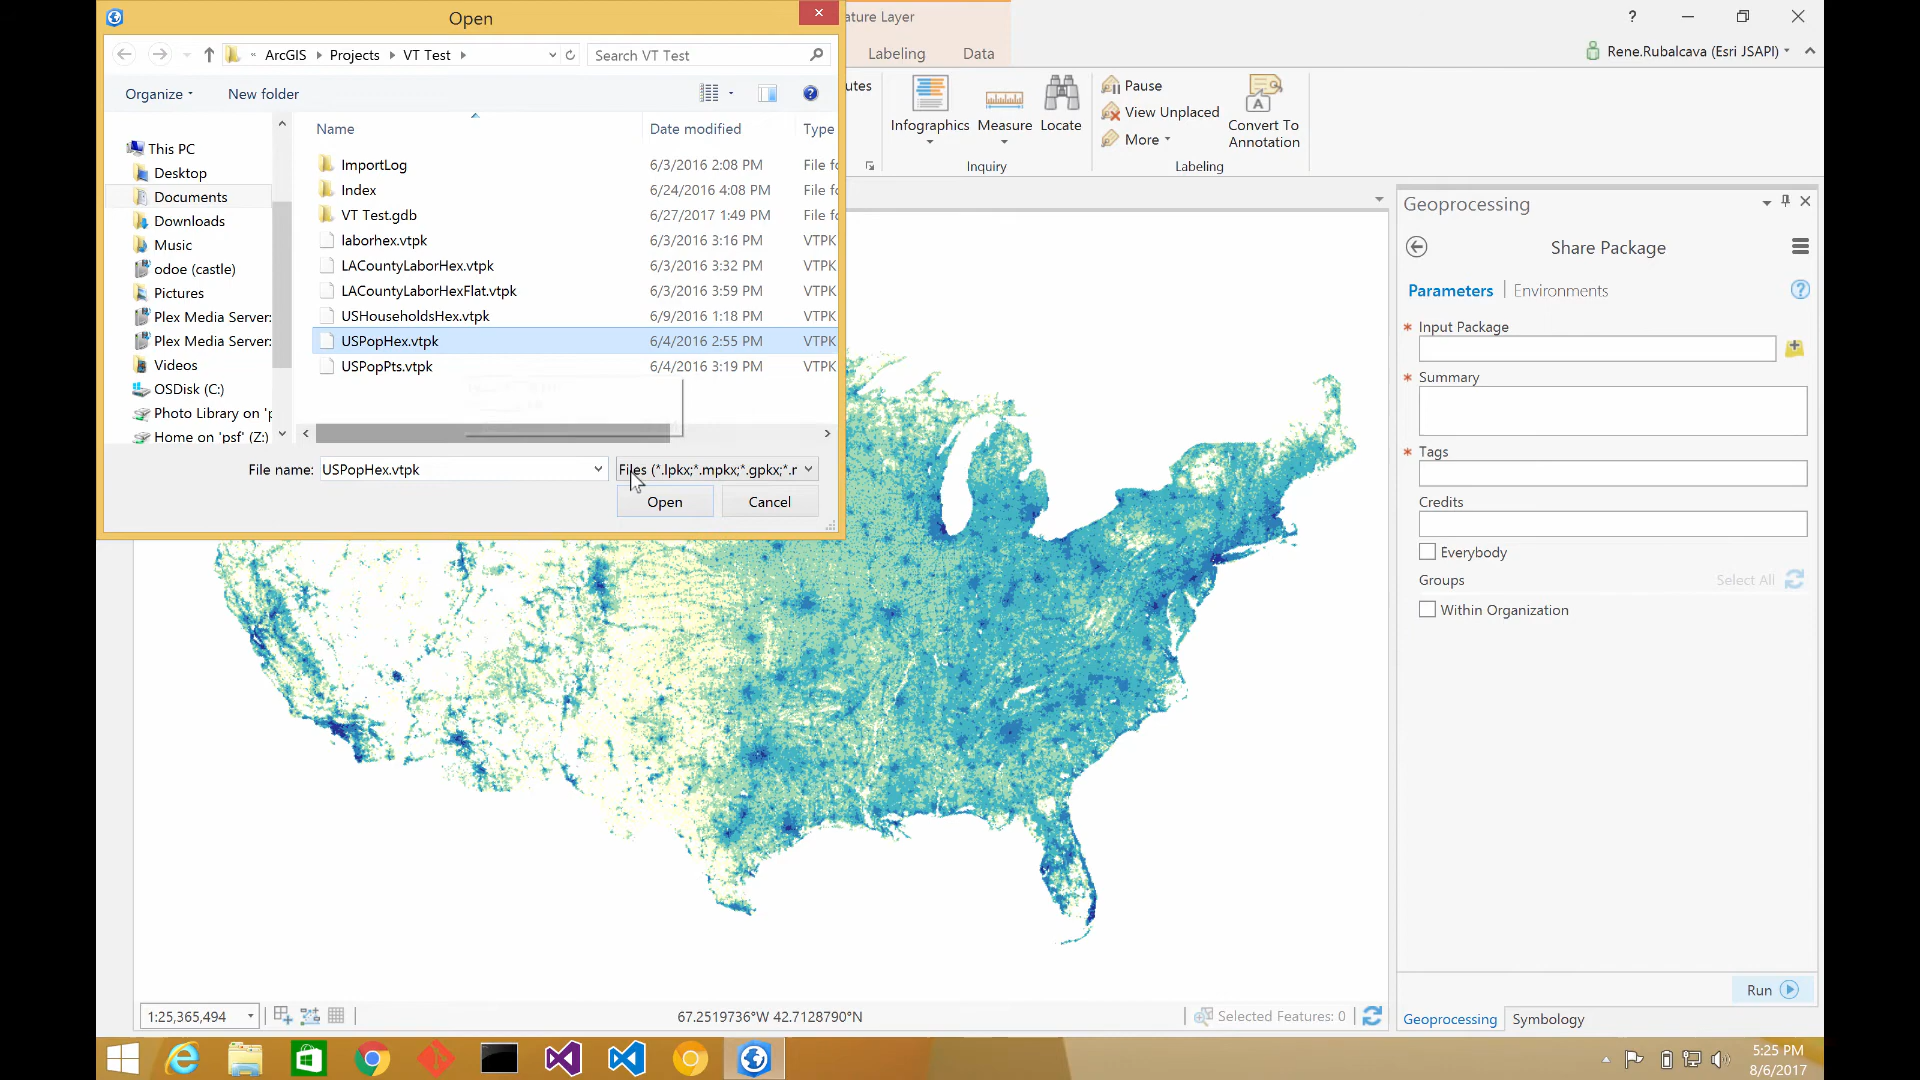 Open
ature Layer
Labeling
Data
?
Rene.Rubalcava (Esri JSAPI)
« ArcGIS
Projects
VT Test
Search VT Test
Organize
New folder
Name
Date modified
Type
This PC
Desktop
Documents
Downloads
Music
odoe (castle)
Pictures
Plex Media Server:
Plex Media Server:
Videos
OSDisk (C:)
Photo Library on 'p
Home on 'psf' (Z:)
ImportLog 6/3/2016 2:08 PM File fo
Index 6/24/2016 4:08 PM File fo
VT Test.gdb 6/27/2017 1:49 PM File fo
laborhex.vtpk 6/3/2016 3:16 PM VTPK
LACountyLaborHex.vtpk 6/3/2016 3:32 PM VTPK
LACountyLaborHexFlat.vtpk 6/3/2016 3:59 PM VTPK
USHouseholdsHex.vtpk 6/9/2016 1:18 PM VTPK
USPopHex.vtpk 6/4/2016 2:55 PM VTPK
USPopPts.vtpk 6/4/2016 3:19 PM VTPK
File name: USPopHex.vtpk
Files (*.lpkx;*.mpkx;*.gpkx;*.r
Open
Cancel
utes
Infographics
Measure
Locate
Inquiry
Pause
View Unplaced
More
Convert To
Annotation
Labeling
Geoprocessing
Share Package
Parameters
Environments
?
* Input Package
* Summary
* Tags
Credits
Everybody
Groups
Select All
Within Organization
Run
1:25,365,494
67.2519736°W 42.7128790°N
Selected Features: 0
Geoprocessing
Symbology
5:25 PM
8/6/2017